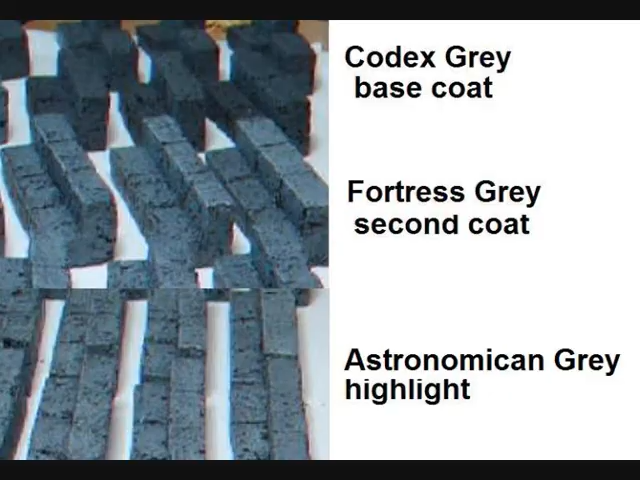 Codex Grey
base coat
Fortress Grey
second coat
Astronomican Grey
highlight